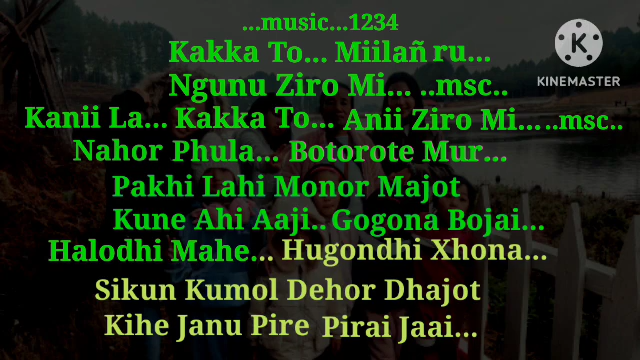 ...music...1234
Kakka To... Miilañ ru...
KINEMASTER
Ngunu Ziro Mi... ..msc..
Kanii La... Kakka To... Anii Ziro Mi.....msc..
Nahor Phula... Botorote Mur...
Pakhi Lahi Monor Majot
Kune Ahi Aaji.. Gogona Bojai...
Halodhi Mahe... Hugondhi Xhona...
Sikun Kumol Dehor Dhajot
Kihe Janu Pire Pirai Jaai...